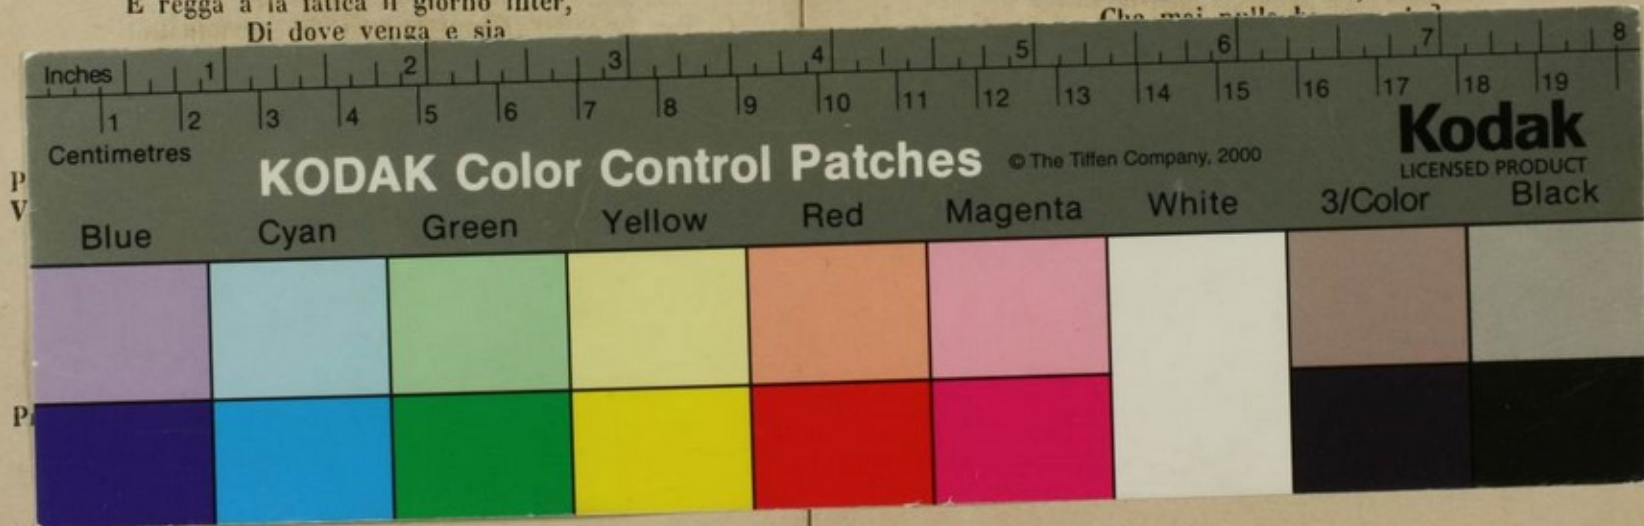 E regga a la fatica il giorno inter,
Di dove venga e sia
Inches 1 2 3 4 5 6 7 8
1 2 3 4 5 6 7 8 9 10 11 12 13 14 15 16 17 18 19
Centimetres
KODAK Color Control Patches
© The Tiffen Company, 2000
Kodak
LICENSED PRODUCT
Blue Cyan Green Yellow Red Magenta White 3/Color Black
P
V